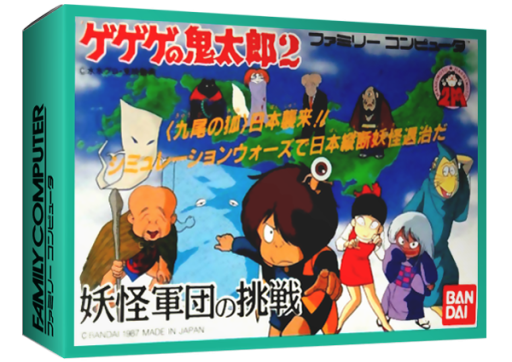 ゲゲゲの鬼太郎2
ファミリー コンピュータ
2M
〈九尾の狐〉日本襲来!!
シミュレーションウォーズで日本縦断妖怪退治だ
妖怪軍団の挑戦
©BANDAI 1987 MADE IN JAPAN
BAN
DAI
FAMILY COMPUTER
ファミリー コンピュータ